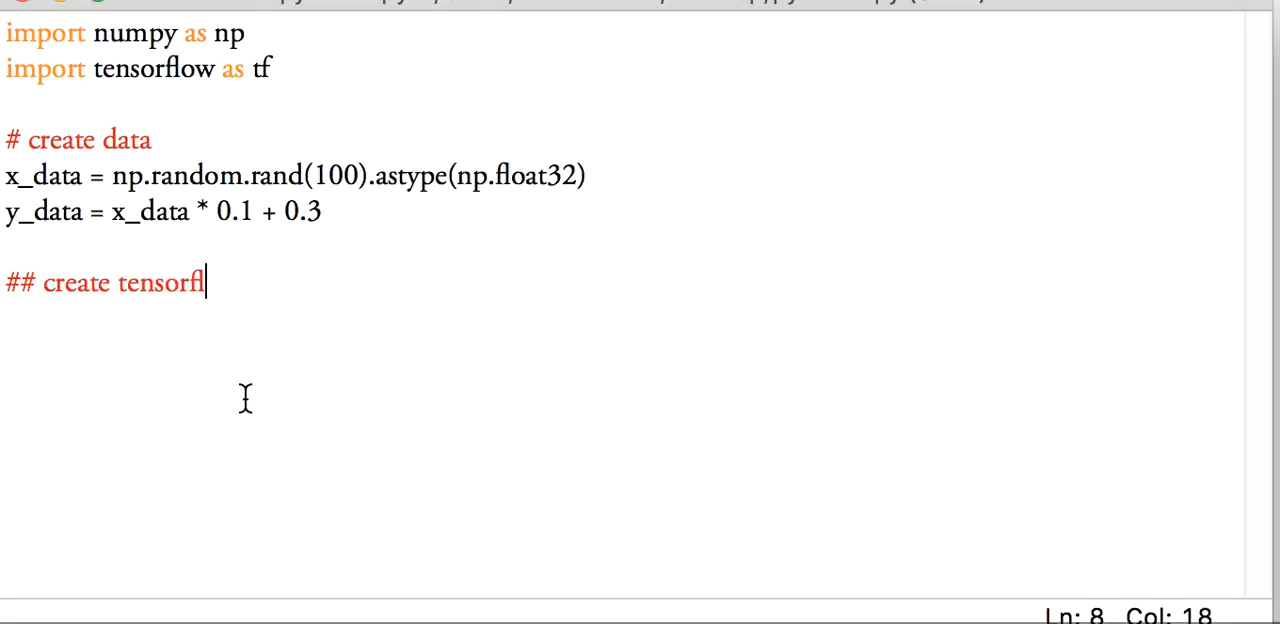 import numpy as np
import tensorflow as tf
# create data
x_data = np.random.rand(100).astype(np.float32)
y_data = x_data * 0.1 + 0.3
## create tensorfl
Ln: 8 Col: 18